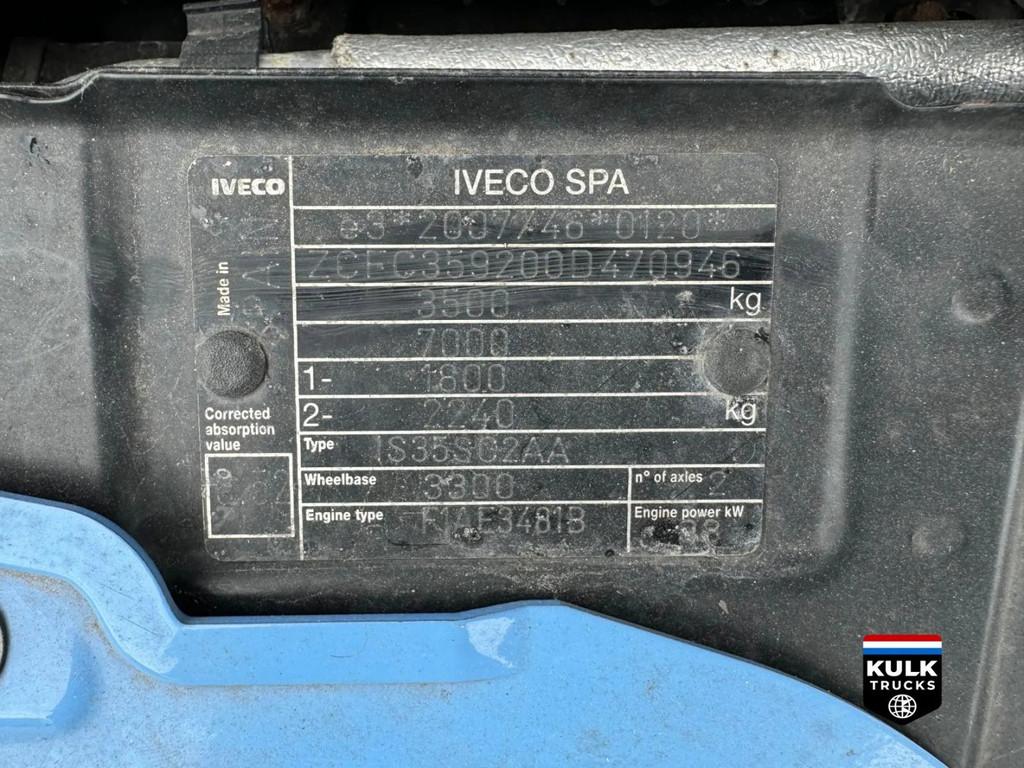 IVECO
IVECO SPA
e3*2007/46*0120*
ZCFC359200D470946
3500 kg
7000
1- 1800
2- 2240 kg
Made in
Corrected
absorption
value
Type IS35SC2AA
Wheelbase 3300
n° of axles 2
Engine type F1AE3481B
Engine power kW
KULK
TRUCKS